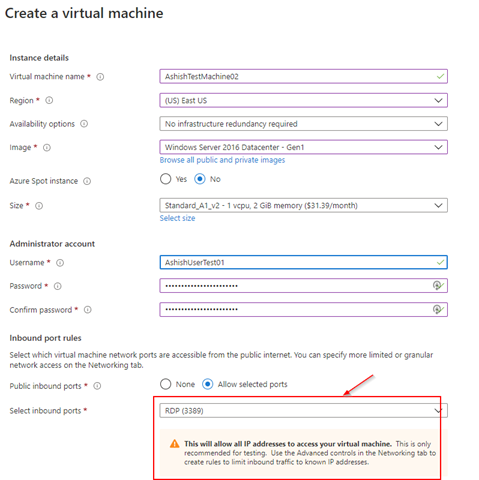 Create a virtual machine
Instance details
Virtual machine name *
AshishTestMachine02
Region *
(US) East US
Availability options
No infrastructure redundancy required
Image *
Windows Server 2016 Datacenter - Gen1
Browse all public and private images
Azure Spot instance
Yes No
Size *
Standard_A1_v2 - 1 vcpu, 2 GiB memory ($31.39/month)
Select size
Administrator account
Username *
AshishUserTest01
Password *
Confirm password *
Inbound port rules
Select which virtual machine network ports are accessible from the public internet. You can specify more limited or granular
network access on the Networking tab.
Public inbound ports *
None Allow selected ports
Select inbound ports *
RDP (3389)
This will allow all IP addresses to access your virtual machine. This is only
recommended for testing. Use the Advanced controls in the Networking tab to
create rules to limit inbound traffic to known IP addresses.